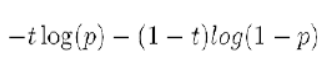 −t log(p) − (1 − t)log(1 − p)